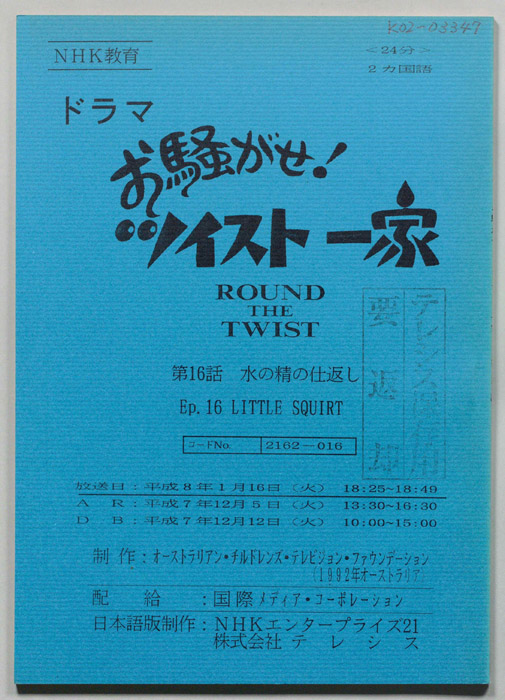 K02-03347
NHK教育
<24分>
2カ国語
ドラマ
お騒がせ!
ツイスト一家
ROUND
THE
TWIST
第16話 水の精の仕返し
Ep.16 LITTLE SQUIRT
コードNo. 2162-016
要返却
放送日:平成8年1月16日(火) 18:25~18:49
AR:平成7年12月5日(火) 13:30~16:30
DB:平成7年12月12日(火) 10:00~15:00
制作:オーストラリアン・チルドレンス・テレビジョン・ファウンデーション
(1992年オーストラリア)
配給:国際メディア・コーポレーション
日本語版制作:NHKエンタープライズ21
株式会社テレシス